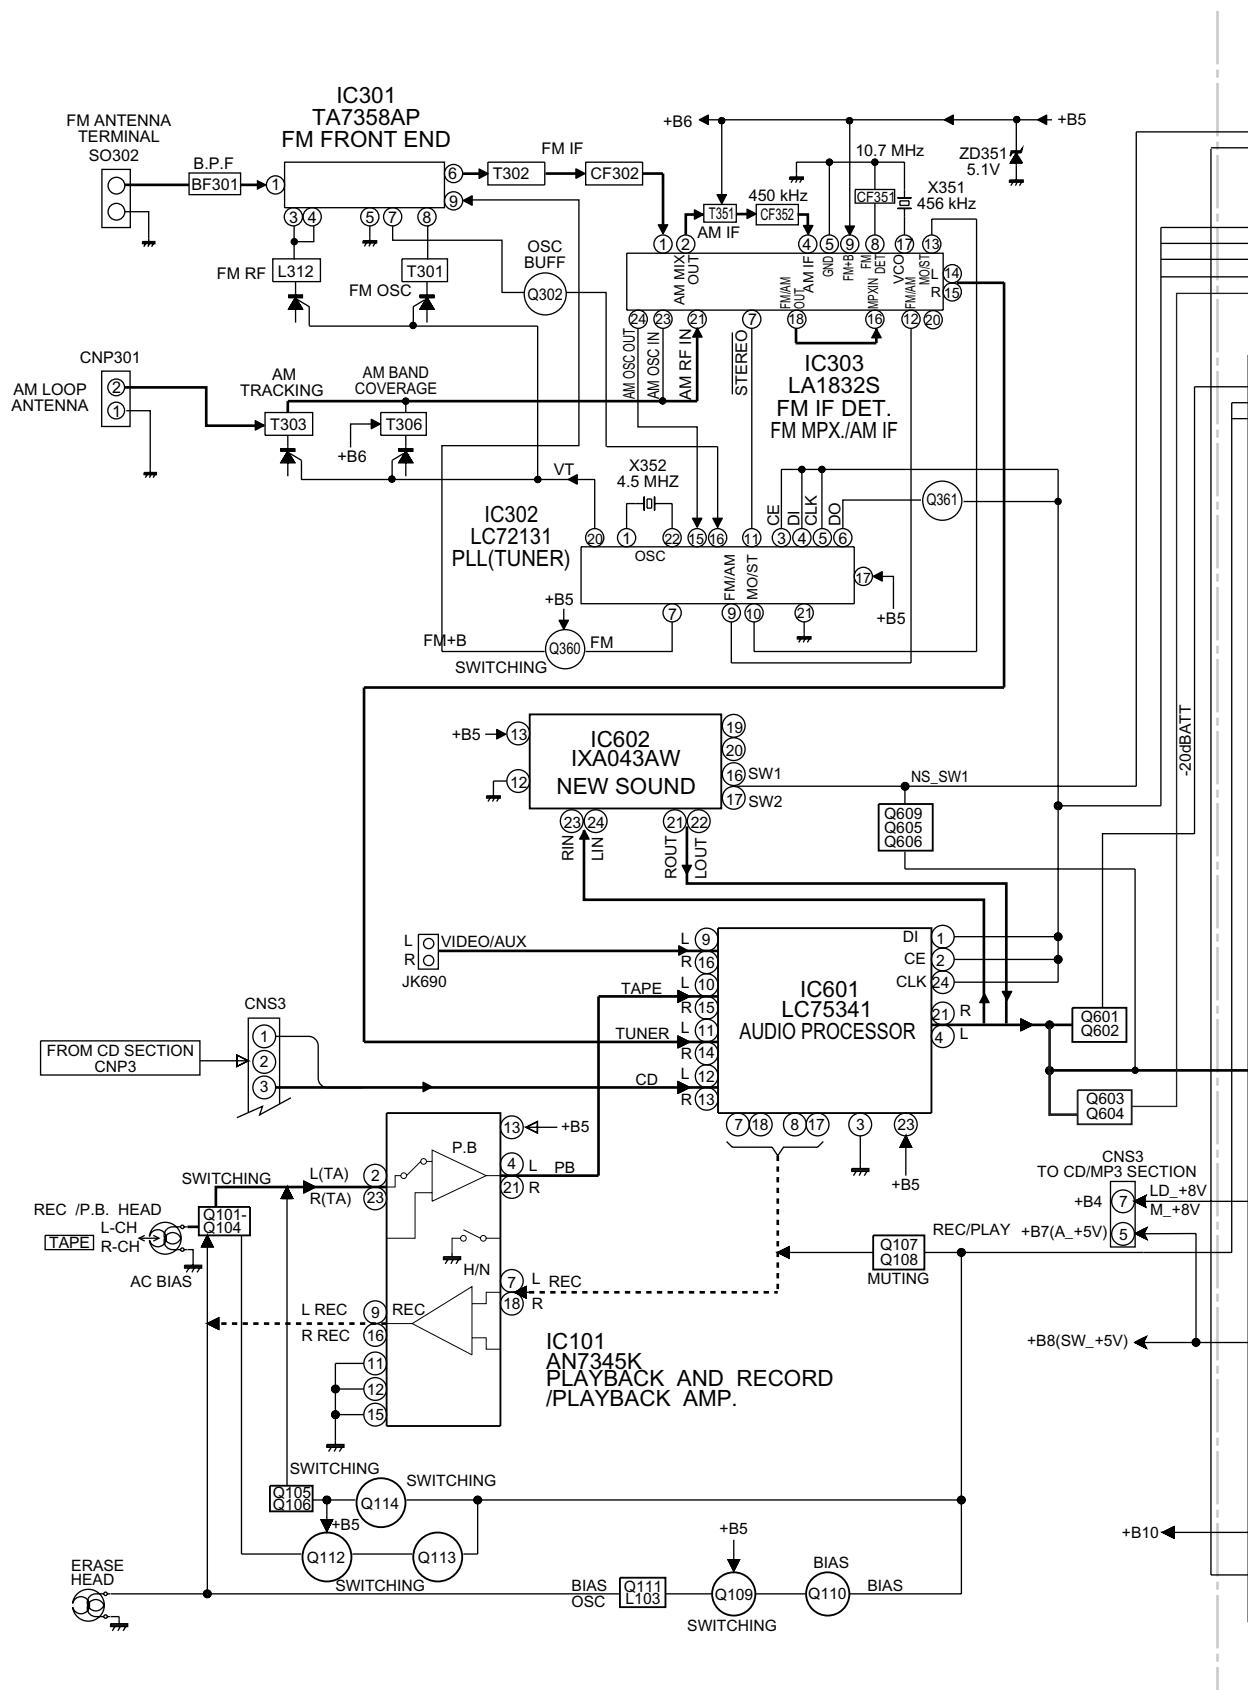 IC301
TA7358AP
FM FRONT END
FM ANTENNA
TERMINAL
SO302
B.P.F
BF301
1
6
9
3
4
5
7
8
FM IF
T302
CF302
FM RF
L312
T301
FM OSC
OSC
BUFF
Q302
+B6
+B5
ZD351
5.1V
10.7 MHz
CF351
X351
456 kHz
450 kHz
T351
CF352
AM IF
1
2
4
5
9
8
17
13
AM MIX
OUT
AM IF
GND
FM+B
FM
DET
VCO
MO/ST
L
14
R
15
FM/AM
OUT
MPXIN
FM/AM
24
23
21
7
18
16
12
20
AM OSC OUT
AM OSC IN
AM RF IN
STEREO
IC303
LA1832S
FM IF DET.
FM MPX./AM IF
CNP301
AM LOOP
ANTENNA
2
1
AM
TRACKING
T303
AM BAND
COVERAGE
T306
+B6
VT
X352
4.5 MHZ
IC302
LC72131
PLL(TUNER)
CE
DI
CLK
DO
Q361
20
1
22
15
16
11
3
4
5
6
OSC
FM/AM
MO/ST
17
+B5
7
9
10
21
+B5
FM+B
Q360
FM
SWITCHING
+B5
13
12
IC602
IXA043AW
NEW SOUND
19
20
16
SW1
17
SW2
23
24
21
22
RIN
LIN
ROUT
LOUT
NS_SW1
Q609
Q605
Q606
-20dBATT
L
R
VIDEO/AUX
JK690
L
9
R
16
TAPE
L
10
R
15
TUNER
L
11
R
14
CD
L
12
R
13
IC601
LC75341
AUDIO PROCESSOR
DI
1
CE
2
CLK
24
21
R
4
L
7
18
8
17
3
23
+B5
Q601
Q602
Q603
Q604
CNS3
1
2
3
FROM CD SECTION
CNP3
13
+B5
P.B
4
L
PB
21
R
SWITCHING
L(TA)
2
R(TA)
23
REC /P.B. HEAD
L-CH
TAPE
R-CH
Q101-
Q104
AC BIAS
H/N
7
L
REC
18
R
L REC
9
REC
R REC
16
11
12
15
IC101
AN7345K
PLAYBACK AND RECORD
/PLAYBACK AMP.
REC/PLAY
Q107
Q108
MUTING
CNS3
TO CD/MP3 SECTION
+B4
7
LD_+8V
M_+8V
+B7(A_+5V)
5
+B8(SW_+5V)
+B10
SWITCHING
Q105
Q106
SWITCHING
Q114
+B5
Q112
Q113
SWITCHING
ERASE
HEAD
BIAS
OSC
Q111
L103
+B5
Q109
SWITCHING
BIAS
Q110
BIAS